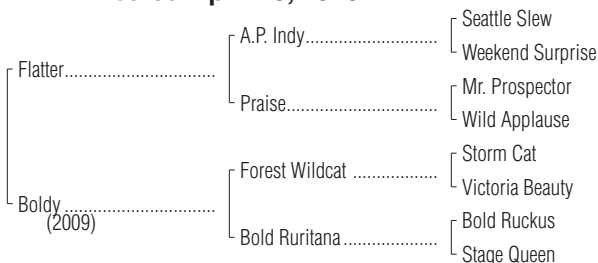 Seattle Slew
A.P. Indy
Weekend Surprise
Flatter
Mr. Prospector
Praise
Wild Applause
Storm Cat
Forest Wildcat
Victoria Beauty
Boldy
(2009)
Bold Ruckus
Bold Ruritana
Stage Queen